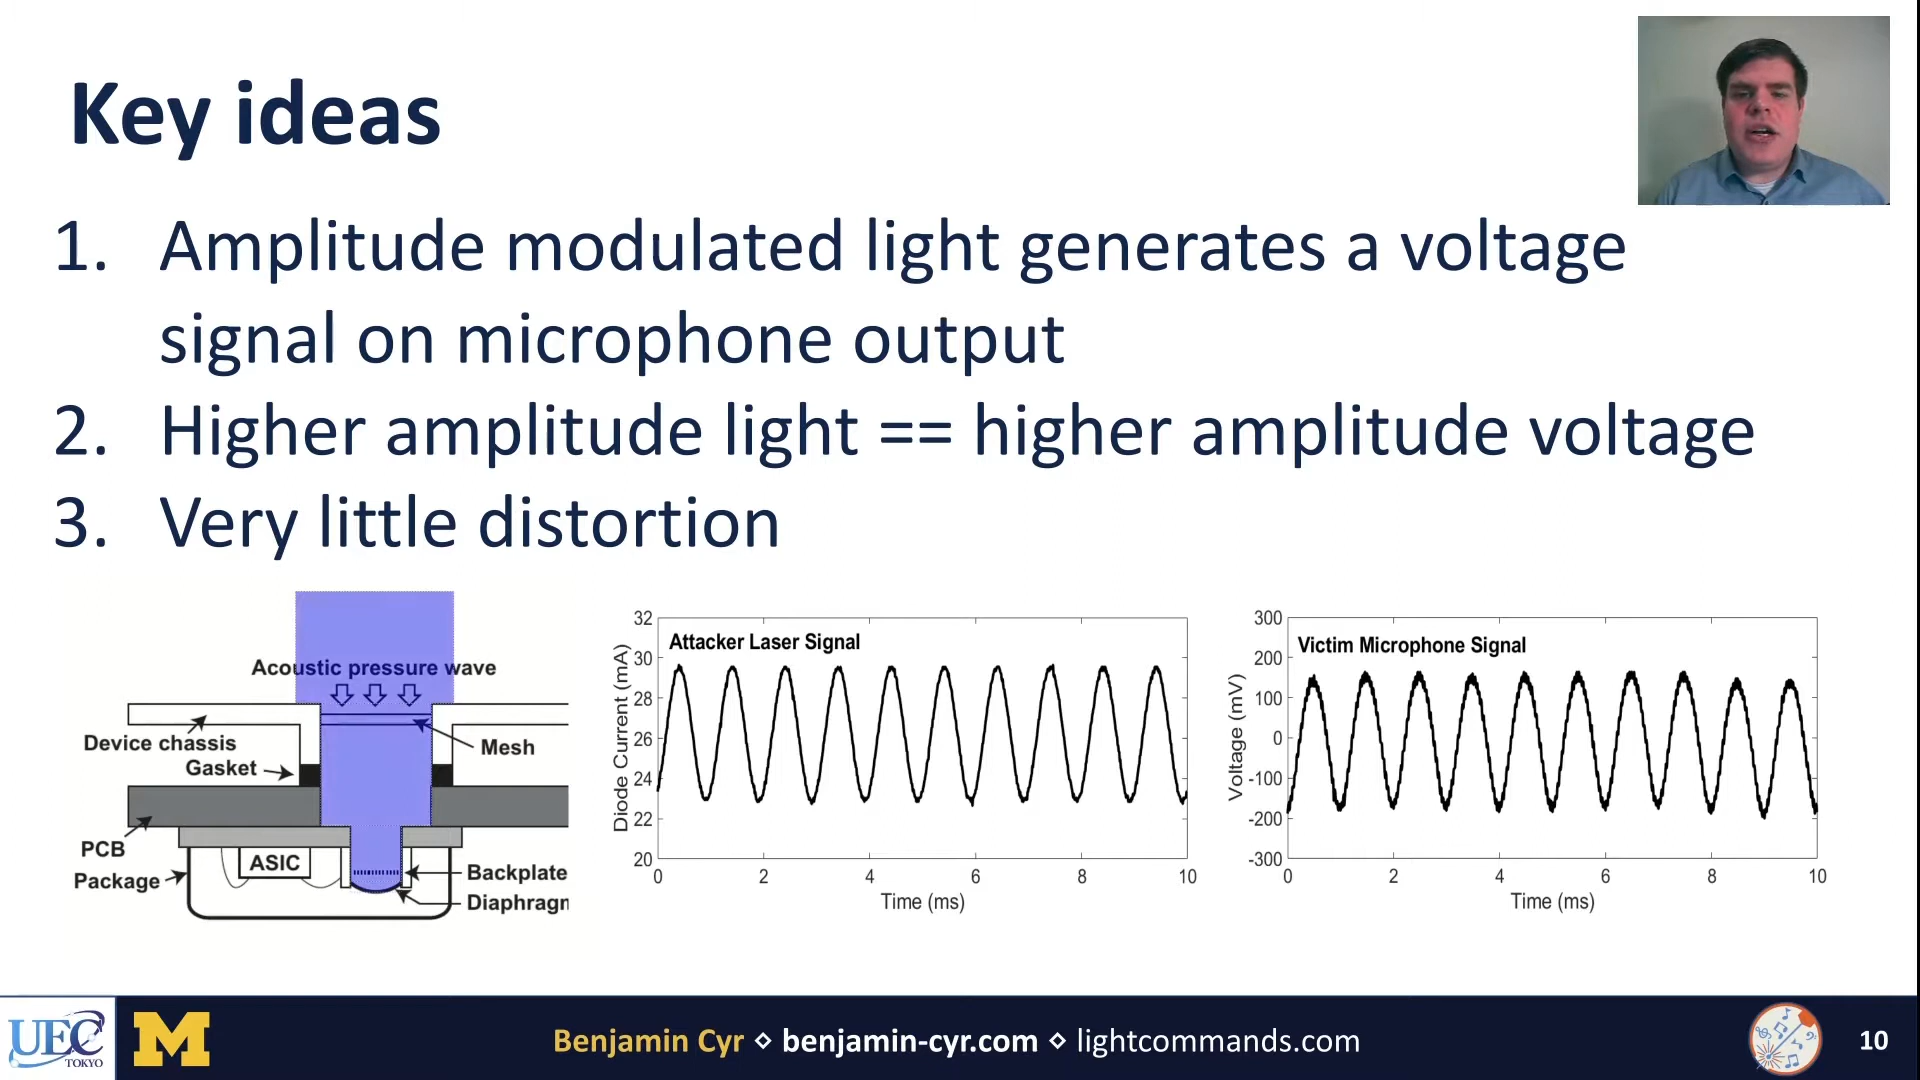 Key ideas
1. Amplitude modulated light generates a voltage
signal on microphone output
2. Higher amplitude light == higher amplitude voltage
3. Very little distortion
Acoustic pressure wave
Device chassis
Mesh
Gasket
PCB
ASIC
Package
Backplate
Diaphragn
Attacker Laser Signal
Diode Current (mA)
32
30
28
26
24
22
20
0 2 4 6 8 10
Time (ms)
Victim Microphone Signal
Voltage (mV)
300
200
100
0
-100
-200
-300
0 2 4 6 8 10
Time (ms)
UEC
TOKYO
M
Benjamin Cyr ⋄ benjamin-cyr.com ⋄ lightcommands.com
10